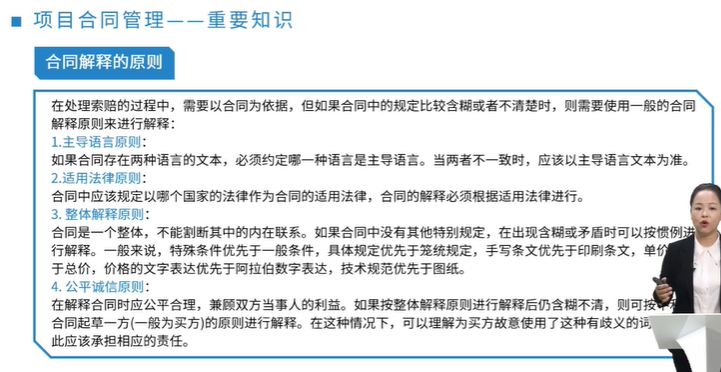 项目合同管理——重要知识
合同解释的原则
在处理索赔的过程中，需要以合同为依据，但如果合同中的规定比较含糊或者不清楚时，则需要使用一般的合同
解释原则来进行解释：
1.主导语言原则：
如果合同存在两种语言的文本，必须约定哪一种语言是主导语言。当两者不一致时，应该以主导语言文本为准。
2.适用法律原则：
合同中应该规定以哪个国家的法律作为合同的适用法律，合同的解释必须根据适用法律进行。
3. 整体解释原则：
合同是一个整体，不能割断其中的内在联系。如果合同中没有其他特别规定，在出现含糊或矛盾时可以按惯例进
行解释。一般来说，特殊条件优先于一般条件，具体规定优先于笼统规定，手写条文优先于印刷条文，单价
于总价，价格的文字表达优先于阿拉伯数字表达，技术规范优先于图纸。
4. 公平诚信原则：
在解释合同时应公平合理，兼顾双方当事人的利益。如果按整体解释原则进行解释后仍含糊不清，则可按
合同起草一方(一般为买方)的原则进行解释。在这种情况下，可以理解为买方故意使用了这种有歧义的词
此应该承担相应的责任。